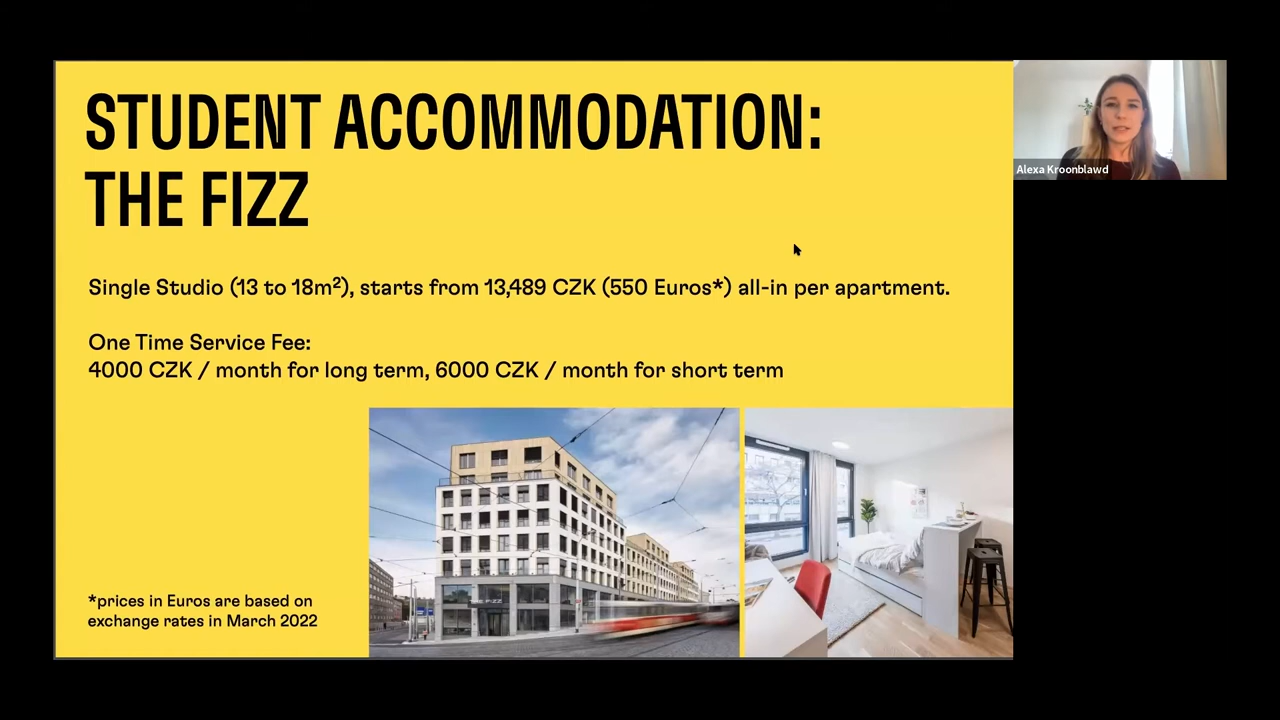 STUDENT ACCOMMODATION:
THE FIZZ
Single Studio (13 to 18m²), starts from 13,489 CZK (550 Euros*) all-in per apartment.
One Time Service Fee:
4000 CZK / month for long term, 6000 CZK / month for short term
*prices in Euros are based on
exchange rates in March 2022
THE FIZZ
Alexa Kroonblawd